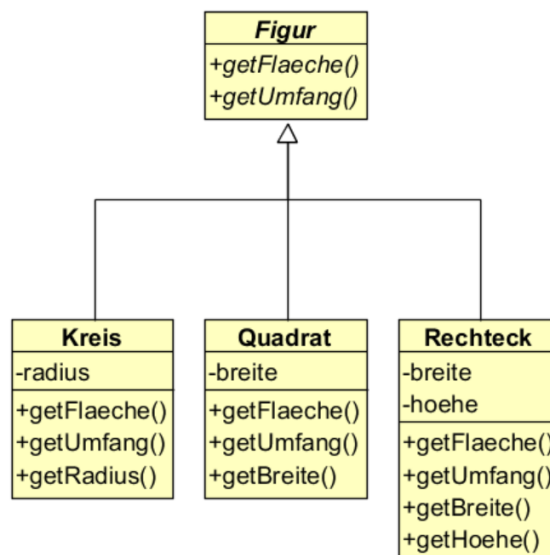 Figur
+getFlaeche()
+getUmfang()
Kreis
-radius
+getFlaeche()
+getUmfang()
+getRadius()
Quadrat
-breite
+getFlaeche()
+getUmfang()
+getBreite()
Rechteck
-breite
-hoehe
+getFlaeche()
+getUmfang()
+getBreite()
+getHoehe()